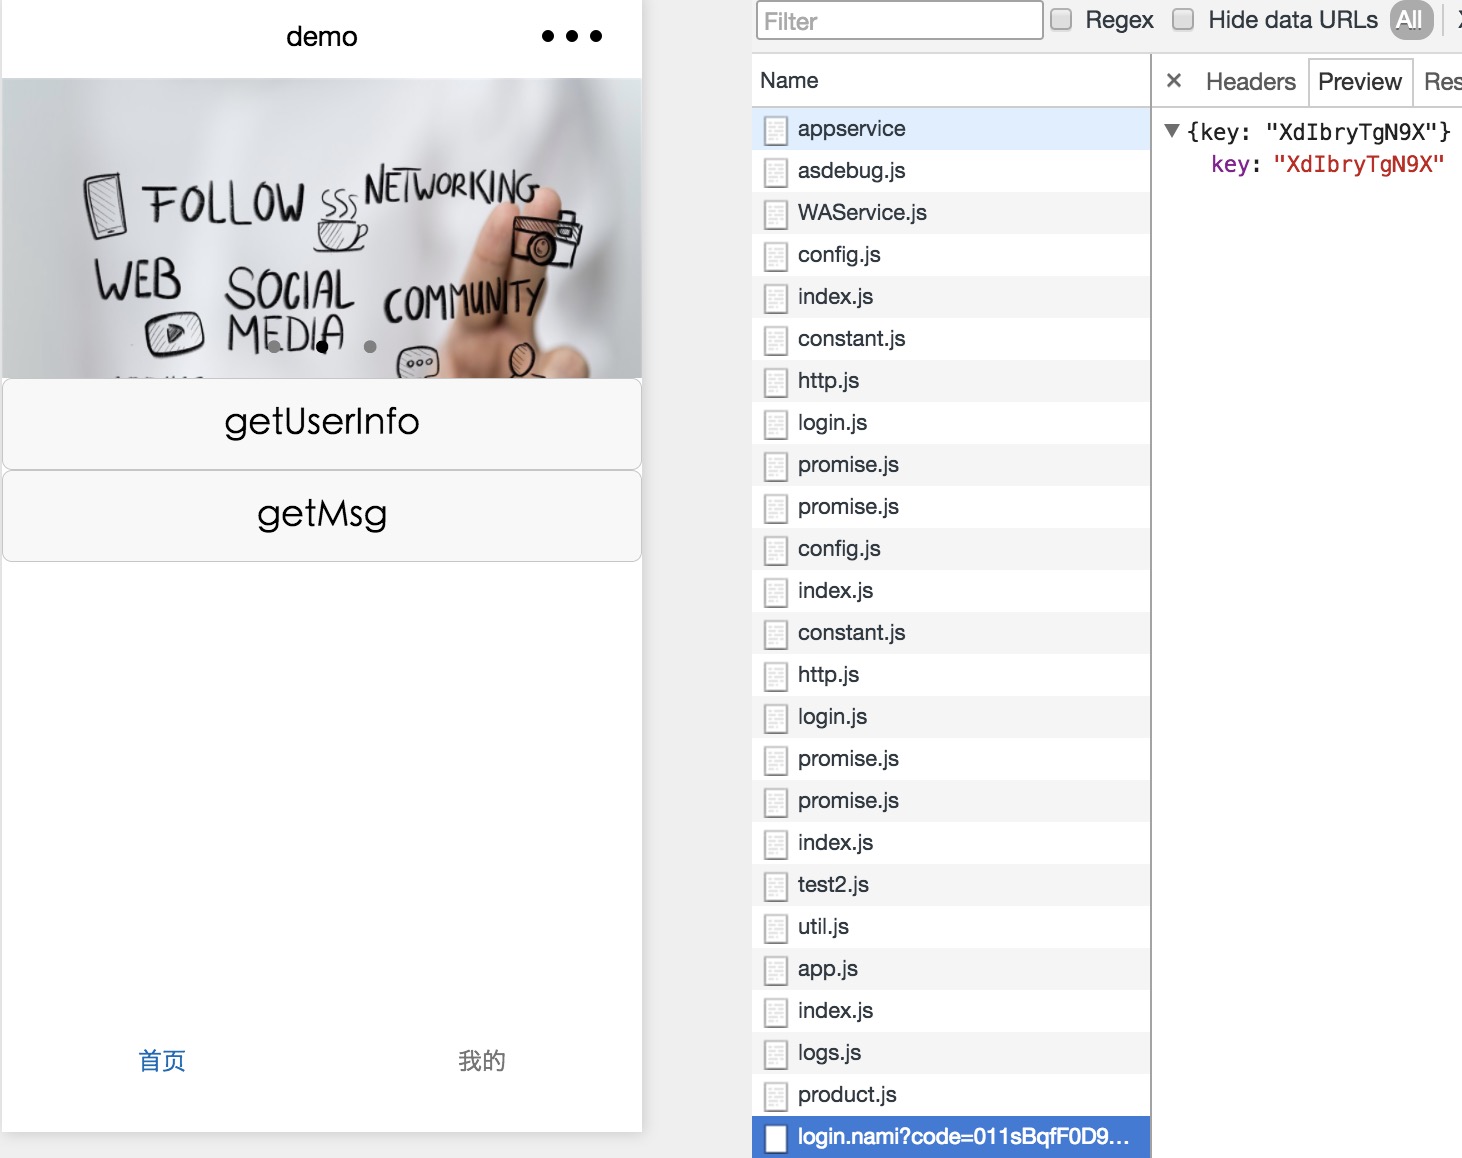 demo
FOLLOW
NETWORKING
WEB
SOCIAL
MEDIA
COMMUNITY
getUserInfo
getMsg
首页
我的
Filter
Regex
Hide data URLs
All
Name
appservice
asdebug.js
WAService.js
config.js
index.js
constant.js
http.js
login.js
promise.js
promise.js
config.js
index.js
constant.js
http.js
login.js
promise.js
promise.js
index.js
test2.js
util.js
app.js
index.js
logs.js
product.js
login.nami?code=011sBqfF0D9...
× Headers Preview Res
▼{key: "XdIbryTgN9X"}
key: "XdIbryTgN9X"